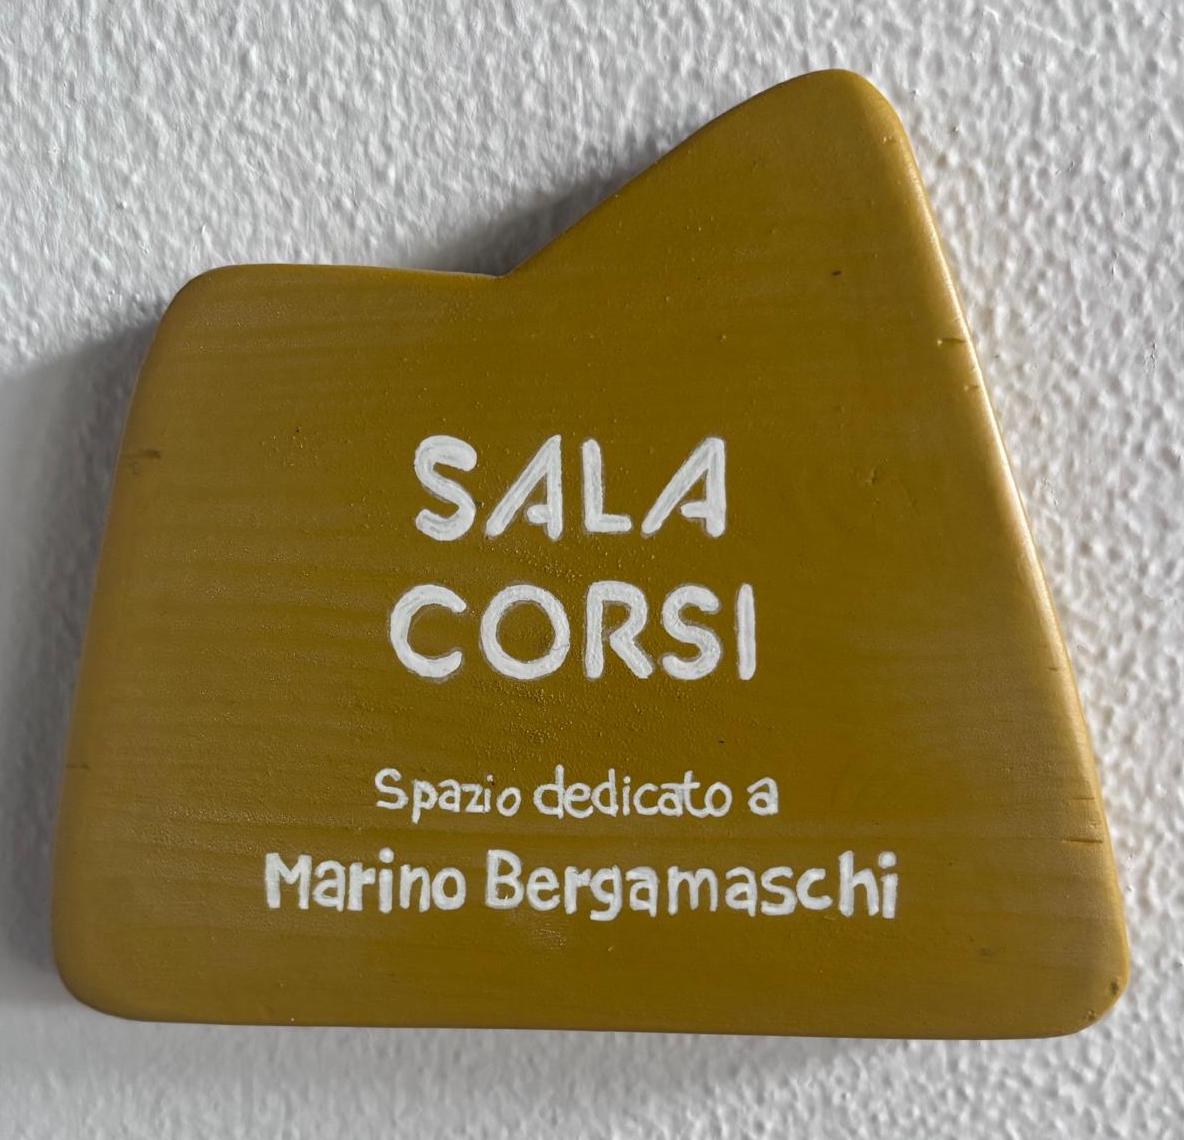 SALA
CORSI
Spazio dedicato a
Marino Bergamaschi